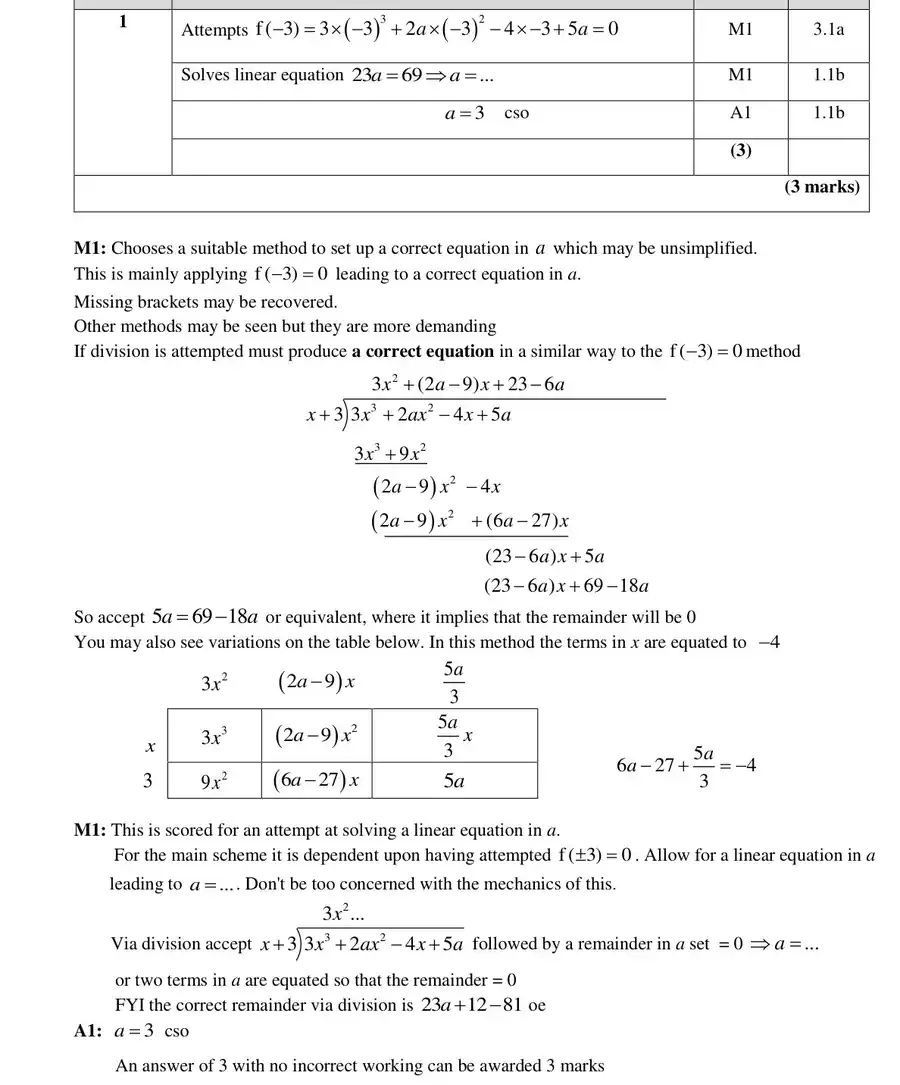 1 Attempts f(−3) = 3×(−3)³ + 2a×(−3)² − 4×−3 + 5a = 0 M1 3.1a
Solves linear equation 23a = 69 ⇒ a = ... M1 1.1b
a = 3 cso A1 1.1b
(3)
(3 marks)
M1: Chooses a suitable method to set up a correct equation in a which may be unsimplified.
This is mainly applying f(−3) = 0 leading to a correct equation in a.
Missing brackets may be recovered.
Other methods may be seen but they are more demanding
If division is attempted must produce a correct equation in a similar way to the f(−3) = 0 method
3x² + (2a − 9)x + 23 − 6a
x + 3)3x³ + 2ax² − 4x + 5a
3x³ + 9x²
(2a − 9)x² − 4x
(2a − 9)x² + (6a − 27)x
(23 − 6a)x + 5a
(23 − 6a)x + 69 − 18a
So accept 5a = 69 − 18a or equivalent, where it implies that the remainder will be 0
You may also see variations on the table below. In this method the terms in x are equated to −4
3x² (2a − 9)x 5a/3
x 3x³ (2a − 9)x² 5a/3 x
3 9x² (6a − 27)x 5a
6a − 27 + 5a/3 = −4
M1: This is scored for an attempt at solving a linear equation in a.
For the main scheme it is dependent upon having attempted f(±3) = 0. Allow for a linear equation in a
leading to a = .... Don't be too concerned with the mechanics of this.
3x²...
Via division accept x + 3)3x³ + 2ax² − 4x + 5a followed by a remainder in a set = 0 ⇒ a = ...
or two terms in a are equated so that the remainder = 0
FYI the correct remainder via division is 23a + 12 − 81 oe
A1: a = 3 cso
An answer of 3 with no incorrect working can be awarded 3 marks